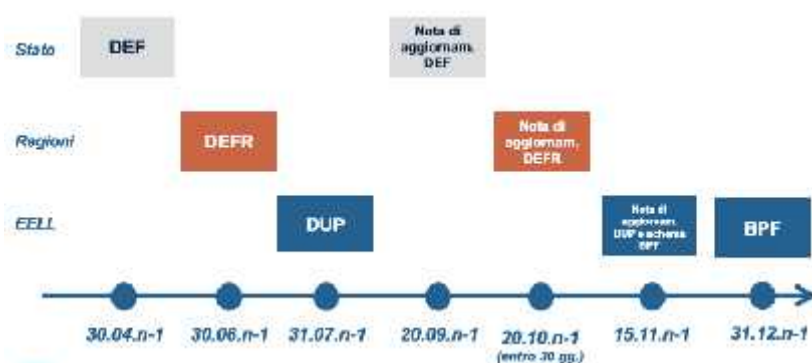 Stato
DEF
Nota di
aggiornam.
DEF
Regioni
DEFR
Nota di
aggiornam.
DEFR
EELL
DUP
Nota di
aggiornam.
DUP e schema
BPF
BPF
30.04.n-1
30.06.n-1
31.07.n-1
20.09.n-1
20.10.n-1
(entro 30 gg.)
15.11.n-1
31.12.n-1